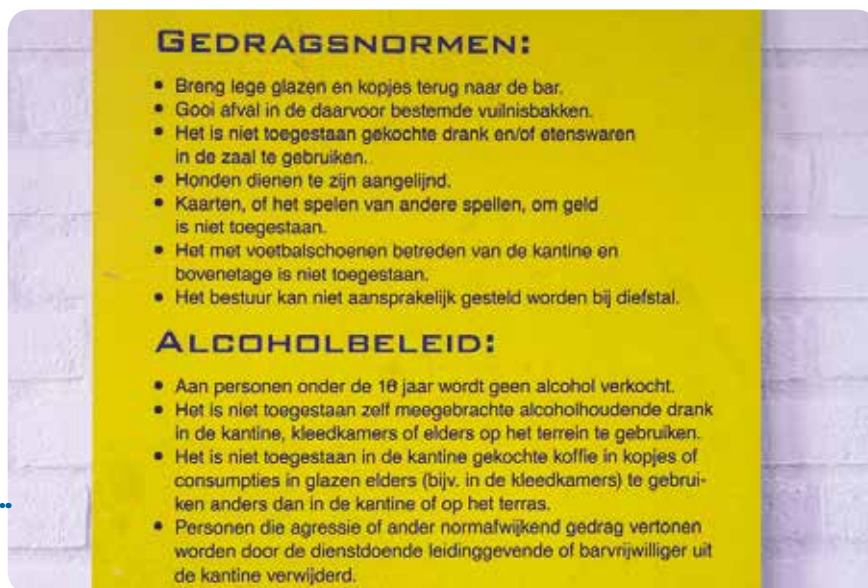 GEDRAGSNORMEN:
• Breng lege glazen en kopjes terug naar de bar.
• Gooi afval in de daarvoor bestemde vuilnisbakken.
• Het is niet toegestaan gekochte drank en/of etenswaren
in de zaal te gebruiken.
• Honden dienen te zijn aangelijnd.
• Kaarten, of het spelen van andere spellen, om geld
is niet toegestaan.
• Het met voetbalschoenen betreden van de kantine en
bovenetage is niet toegestaan.
• Het bestuur kan niet aansprakelijk gesteld worden bij diefstal.
ALCOHOLBELEID:
• Aan personen onder de jaar wordt geen alcohol verkocht.
• Het is niet toegestaan zelf meegebrachte alcoholhoudende drank
in de kantine, kleedkamers of elders op het terrein te gebruiken.
• Het is niet toegestaan in de kantine gekochte koffie in kopjes of
consumpties in glazen elders (bijv. in de kleedkamers) te gebrui-
ken anders dan in de kantine of op het terras.
• Personen die agressie of ander normafwijkend gedrag vertonen
worden door de dienstdoende leidinggevende of barvrijwilliger uit
de kantine verwijderd.